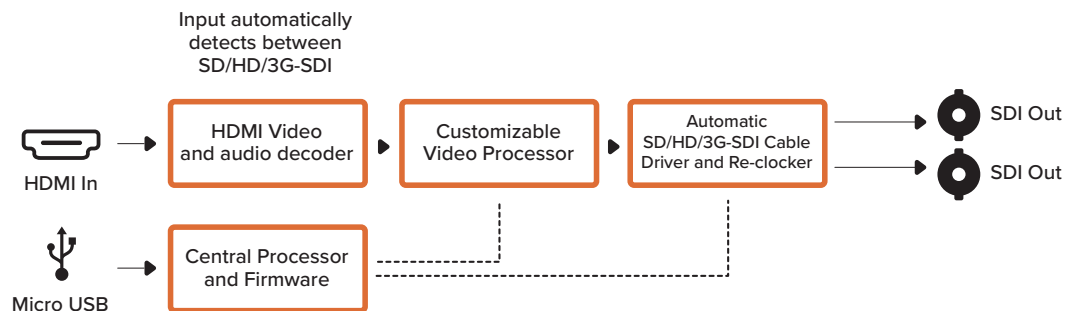 Input automatically
detects between
SD/HD/3G-SDI
HDMI In
HDMI Video
and audio decoder
Customizable
Video Processor
Automatic
SD/HD/3G-SDI Cable
Driver and Re-clocker
SDI Out
SDI Out
Micro USB
Central Processor
and Firmware